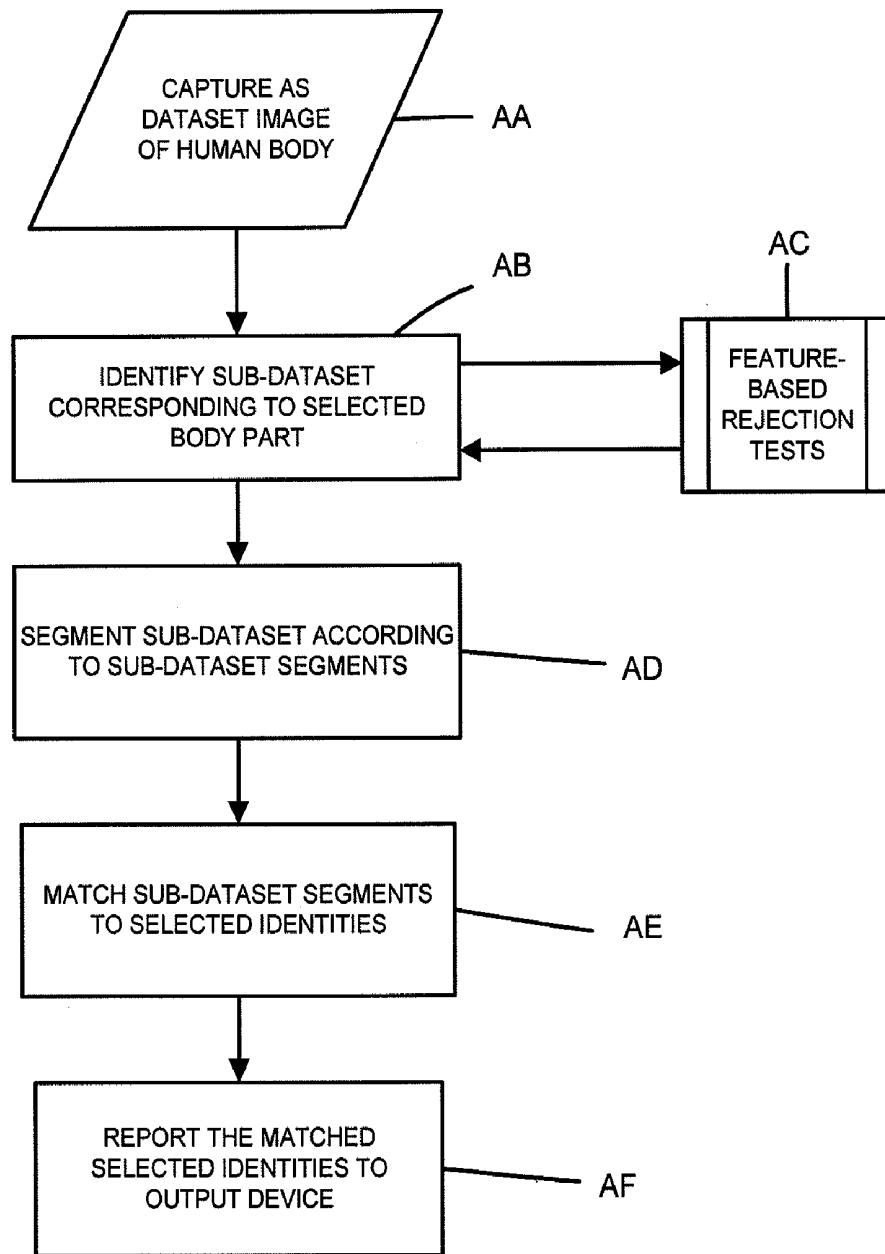 CAPTURE AS
DATASET IMAGE
OF HUMAN BODY
AA
AB
AC
IDENTIFY SUB-DATASET
CORRESPONDING TO SELECTED
BODY PART
FEATURE-
BASED
REJECTION
TESTS
SEGMENT SUB-DATASET ACCORDING
TO SUB-DATASET SEGMENTS
AD
MATCH SUB-DATASET SEGMENTS
TO SELECTED IDENTITIES
AE
REPORT THE MATCHED
SELECTED IDENTITIES TO
OUTPUT DEVICE
AF